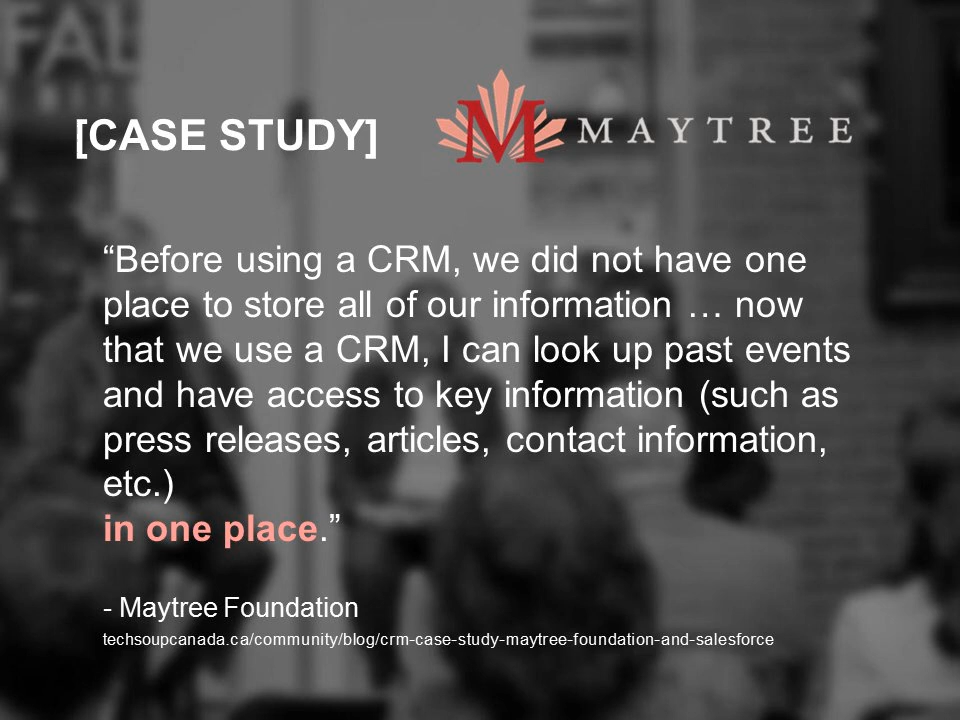 FAL
[CASE STUDY]
M MAYTREE
“Before using a CRM, we did not have one
place to store all of our information … now
that we use a CRM, I can look up past events
and have access to key information (such as
press releases, articles, contact information,
etc.)
in one place.”
- Maytree Foundation
techsoupcanada.ca/community/blog/crm-case-study-maytree-foundation-and-salesforce